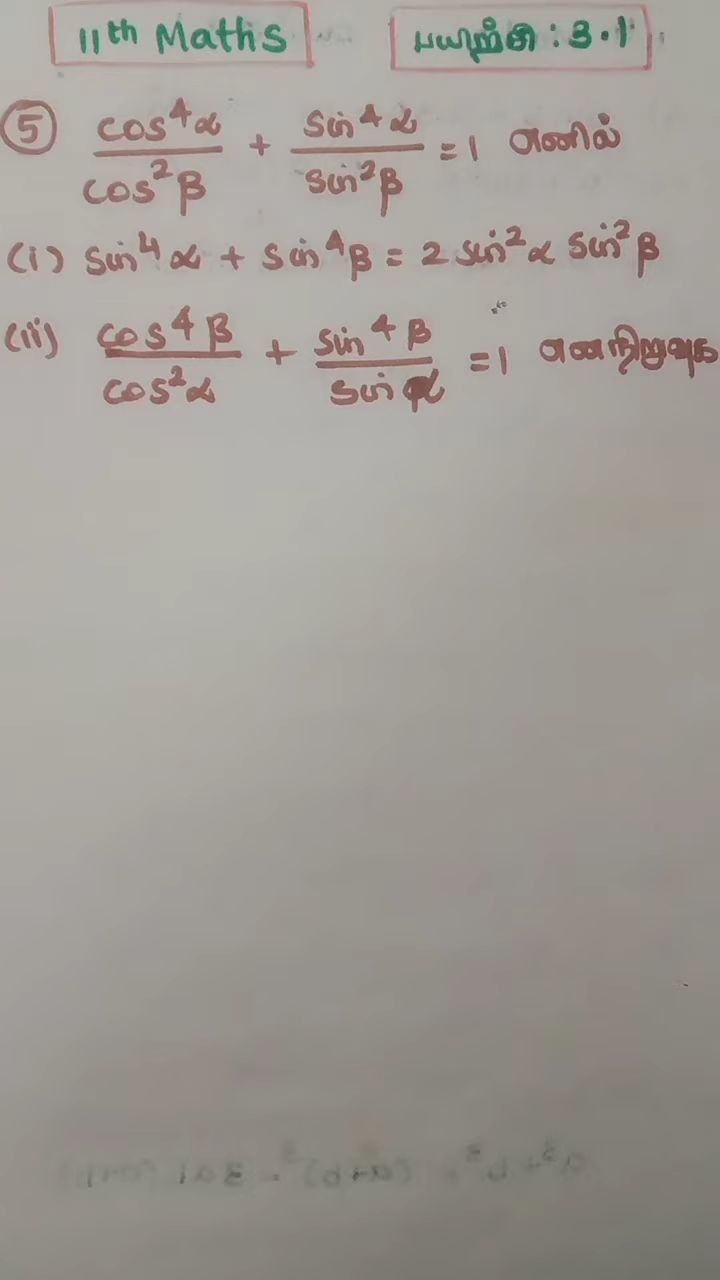 11th Maths பயிற்சி : 3.1
⑤ cos⁴α/cos²β + sin⁴α/sin²β = 1 எனில்
(i) sin⁴α + sin⁴β = 2 sin²α sin²β
(ii) cos⁴β/cos²α + sin⁴β/sin α = 1 என நிறுவுக